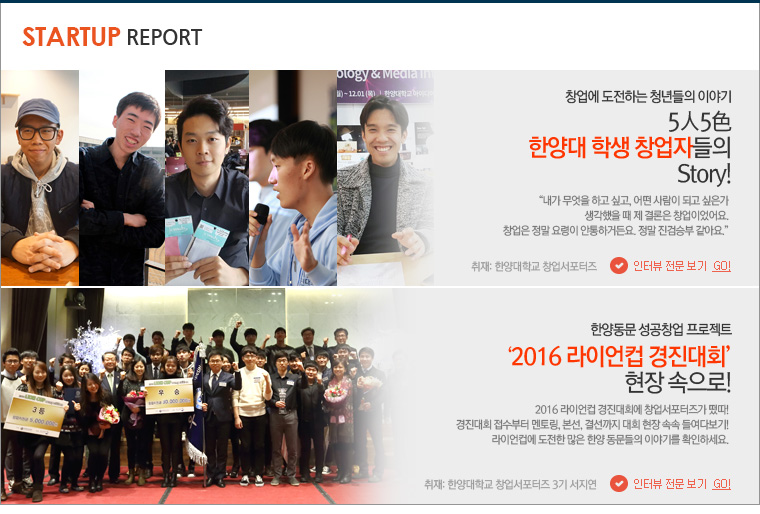 STARTUP REPORT
창업에 도전하는 청년들의 이야기
5人5色
한양대 학생 창업자들의
Story!
“내가 무엇을 하고 싶고, 어떤 사람이 되고 싶은가
생각했을 때 제 결론은 창업이었어요.
창업은 정말 요령이 안통하거든요. 정말 진검승부 같아요.”
취재: 한양대학교 창업서포터즈
인터뷰 전문 보기 GO!
한양동문 성공창업 프로젝트
‘2016 라이언컵 경진대회’
현장 속으로!
2016 라이언컵 경진대회에 창업서포터즈가 떴따!
경진대회 접수부터 멘토링, 본선, 결선까지 대회 현장 속속 들여다보기!
라이언컵에 도전한 많은 한양 동문들의 이야기를 확인하세요.
취재: 한양대학교 창업서포터즈 3기 서지연
인터뷰 전문 보기 GO!
ology & Media In
~ 12.01 (목)
3 등
우 승